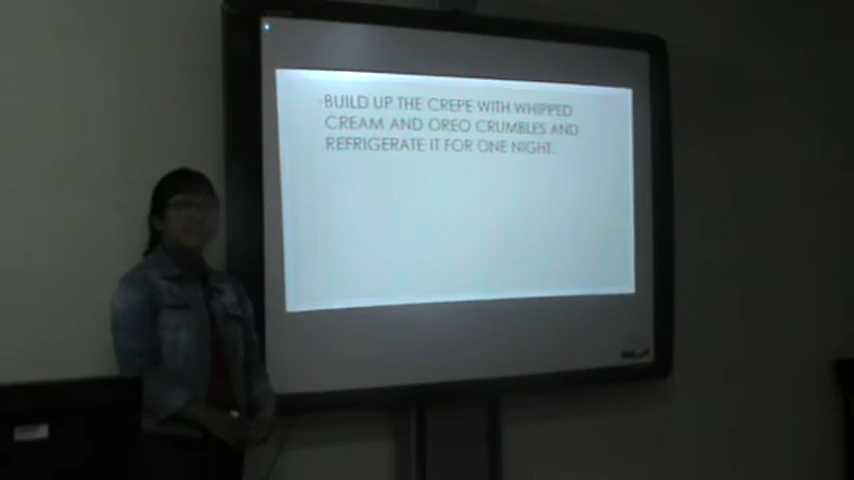 BUILD UP THE CREPE WITH WHIPPED
CREAM AND OREO CRUMBLES AND
REFRIGERATE IT FOR ONE NIGHT.